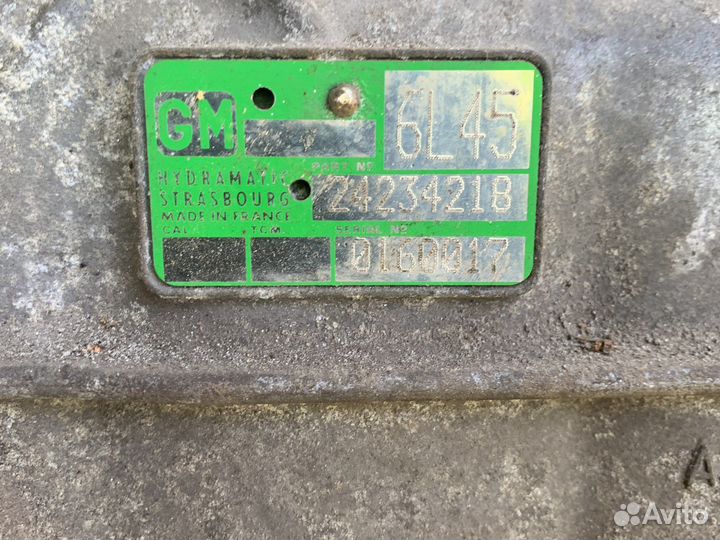 GM
6L45
PART Nº
HYDRAMATIC
STRASBOURG
24234218
MADE IN FRANCE
CAL. TCM. SERIAL Nº
0160017
A
Avito